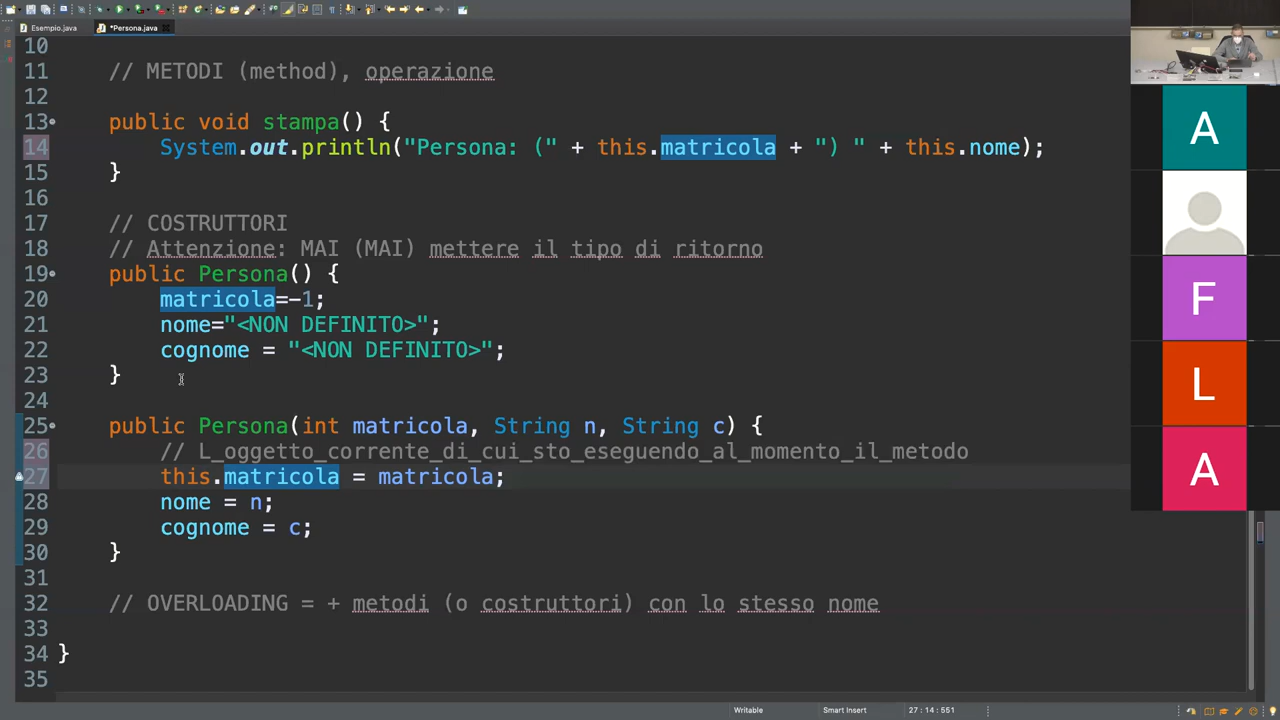 Esempio.java
*Persona.java
10
11 // METODI (method), operazione
12
13 public void stampa() {
14 System.out.println("Persona: (" + this.matricola + ") " + this.nome);
15 }
16
17 // COSTRUTTORI
18 // Attenzione: MAI (MAI) mettere il tipo di ritorno
19 public Persona() {
20 matricola=-1;
21 nome="<NON DEFINITO>";
22 cognome = "<NON DEFINITO>";
23 }
24
25 public Persona(int matricola, String n, String c) {
26 // L_oggetto_corrente_di_cui_sto_eseguendo_al_momento_il_metodo
27 this.matricola = matricola;
28 nome = n;
29 cognome = c;
30 }
31
32 // OVERLOADING = + metodi (o costruttori) con lo stesso nome
33
34 }
35
A
F
L
A
Writable
Smart Insert
27 : 14 : 551